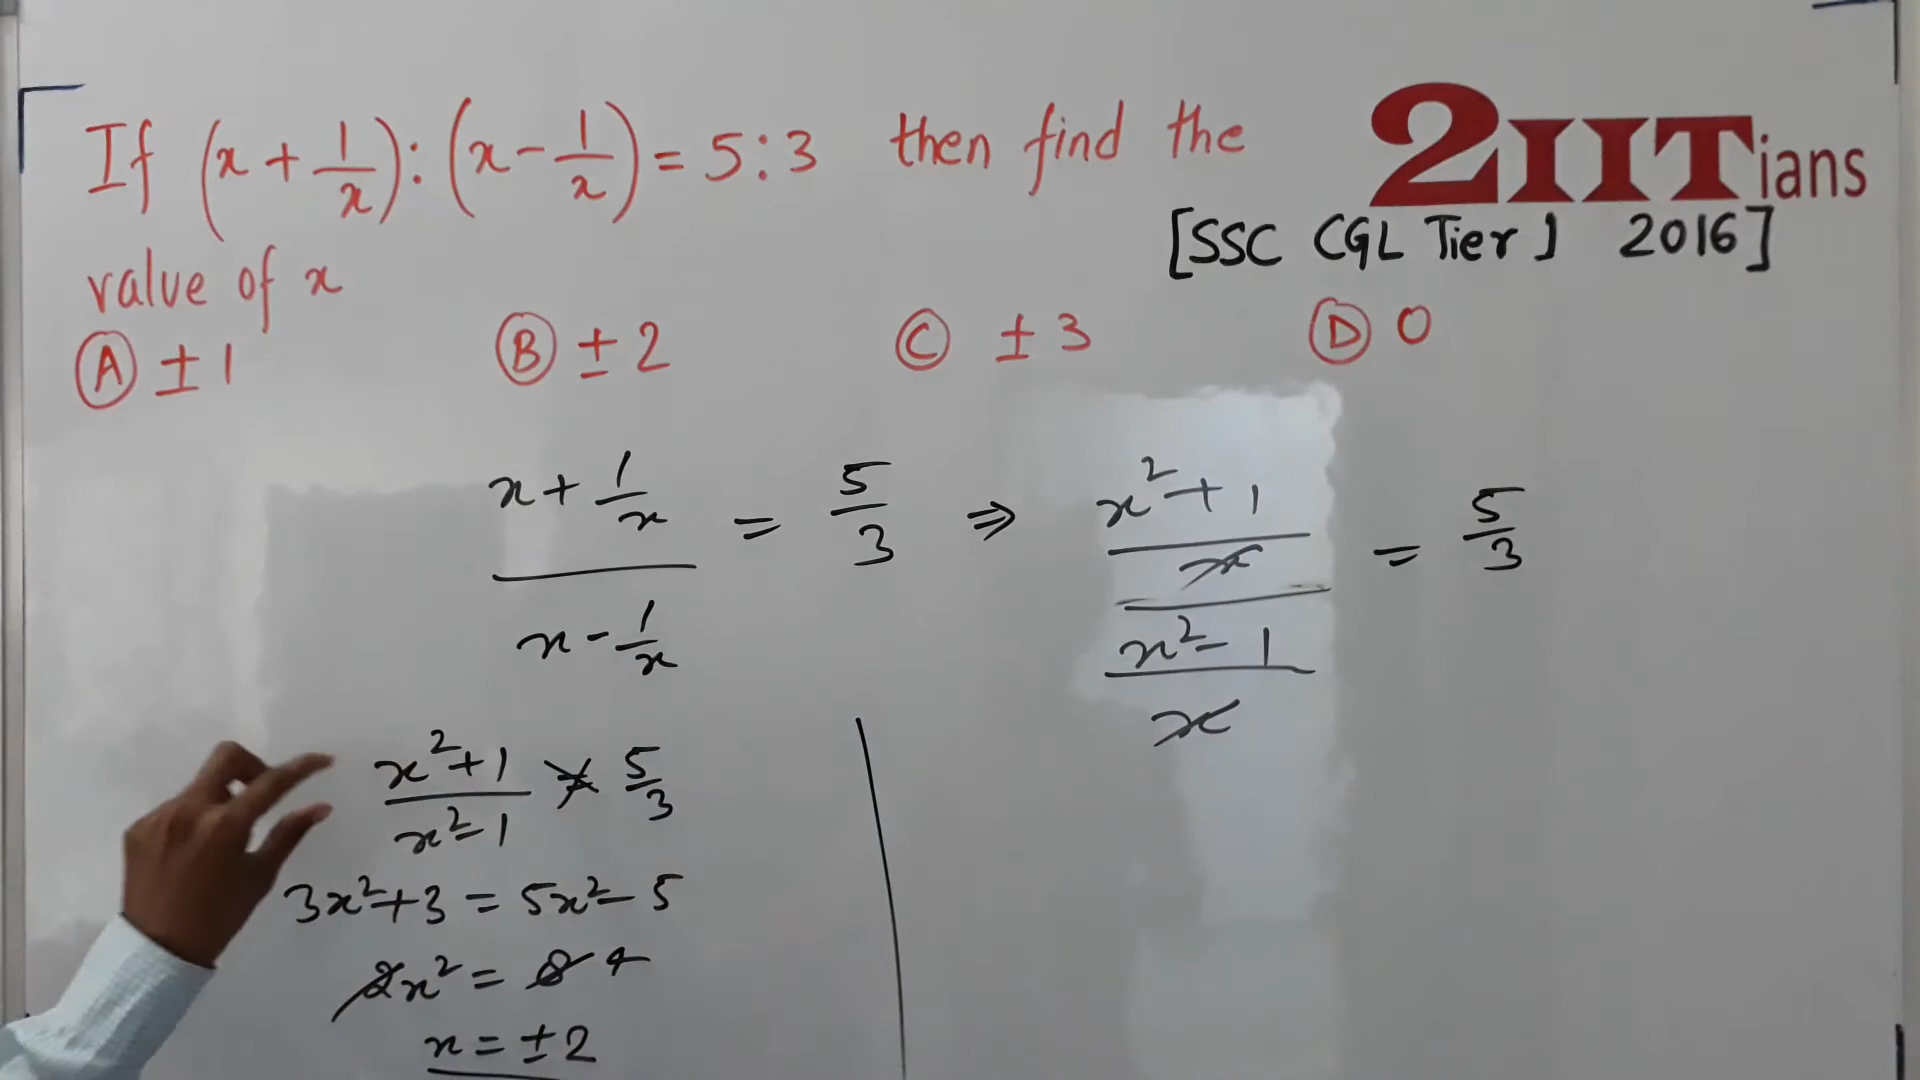 If (x + 1/x) : (x - 1/x) = 5 : 3 then find the
value of x
2IITians
[SSC CGL Tier 1 2016]
(A) ± 1 (B) ± 2 (C) ± 3 (D) 0
(x + 1/x) / (x - 1/x) = 5/3 ⇒ ((x² + 1)/x) / ((x² - 1)/x) = 5/3
(x² + 1)/(x² - 1) = 5/3
3x² + 3 = 5x² - 5
2x² = 8 4
x = ± 2